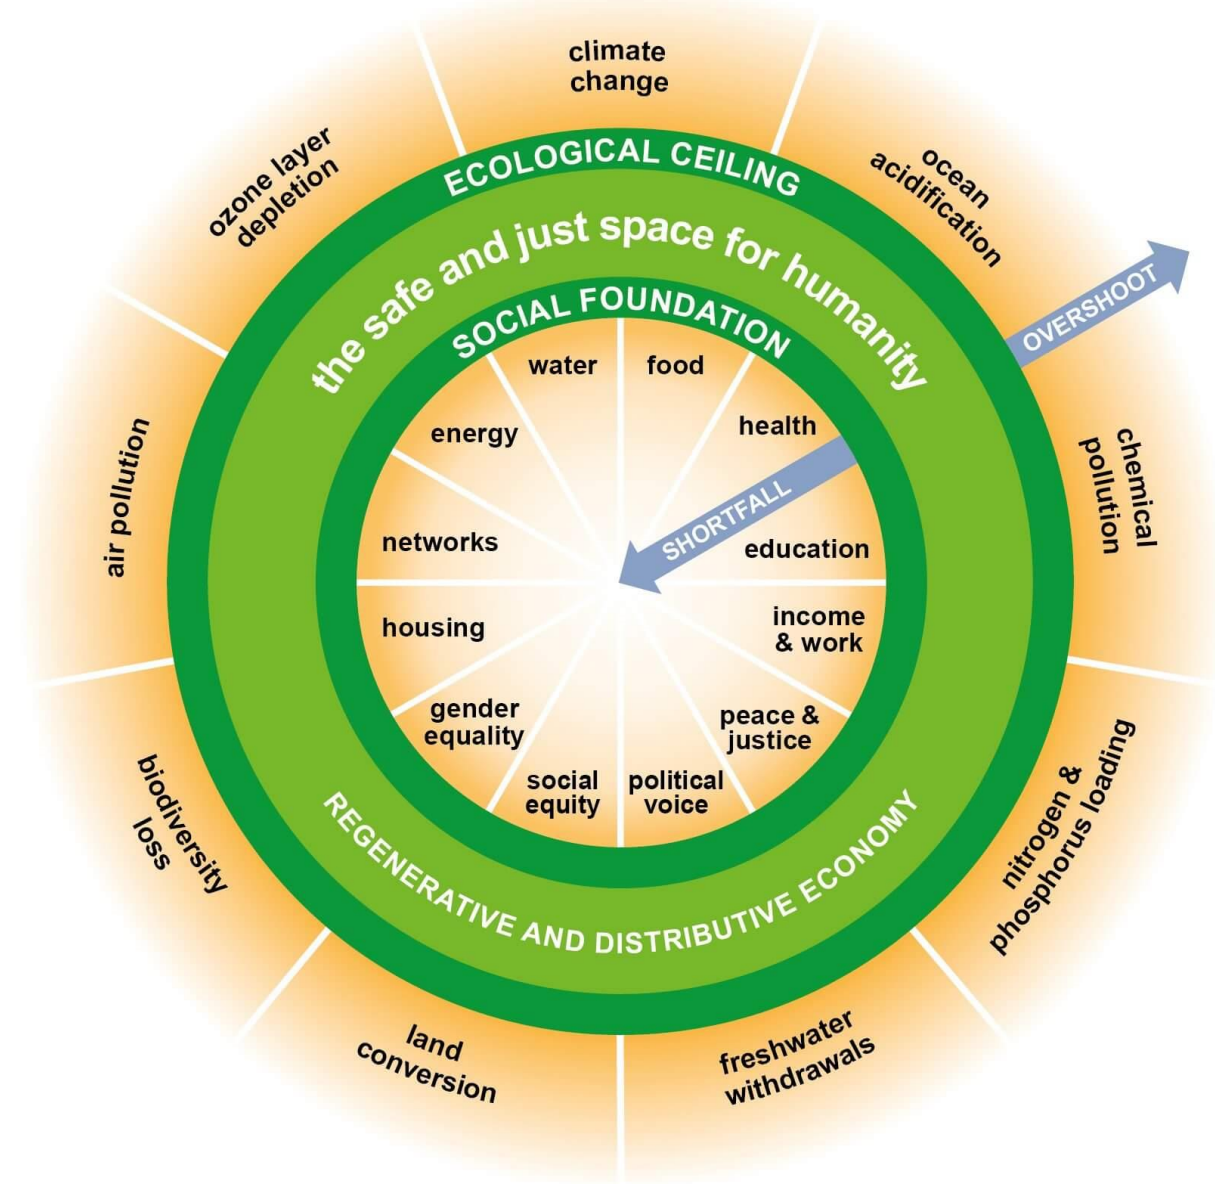 climate
change
ocean
acidification
OVERSHOOT
chemical
pollution
nitrogen &
phosphorus loading
freshwater
withdrawals
land
conversion
biodiversity
loss
air pollution
ozone layer
depletion
ECOLOGICAL CEILING
the safe and just space for humanity
SOCIAL FOUNDATION
water
food
health
SHORTFALL
education
income
& work
peace &
justice
political
voice
social
equity
gender
equality
housing
networks
energy
REGENERATIVE AND DISTRIBUTIVE ECONOMY